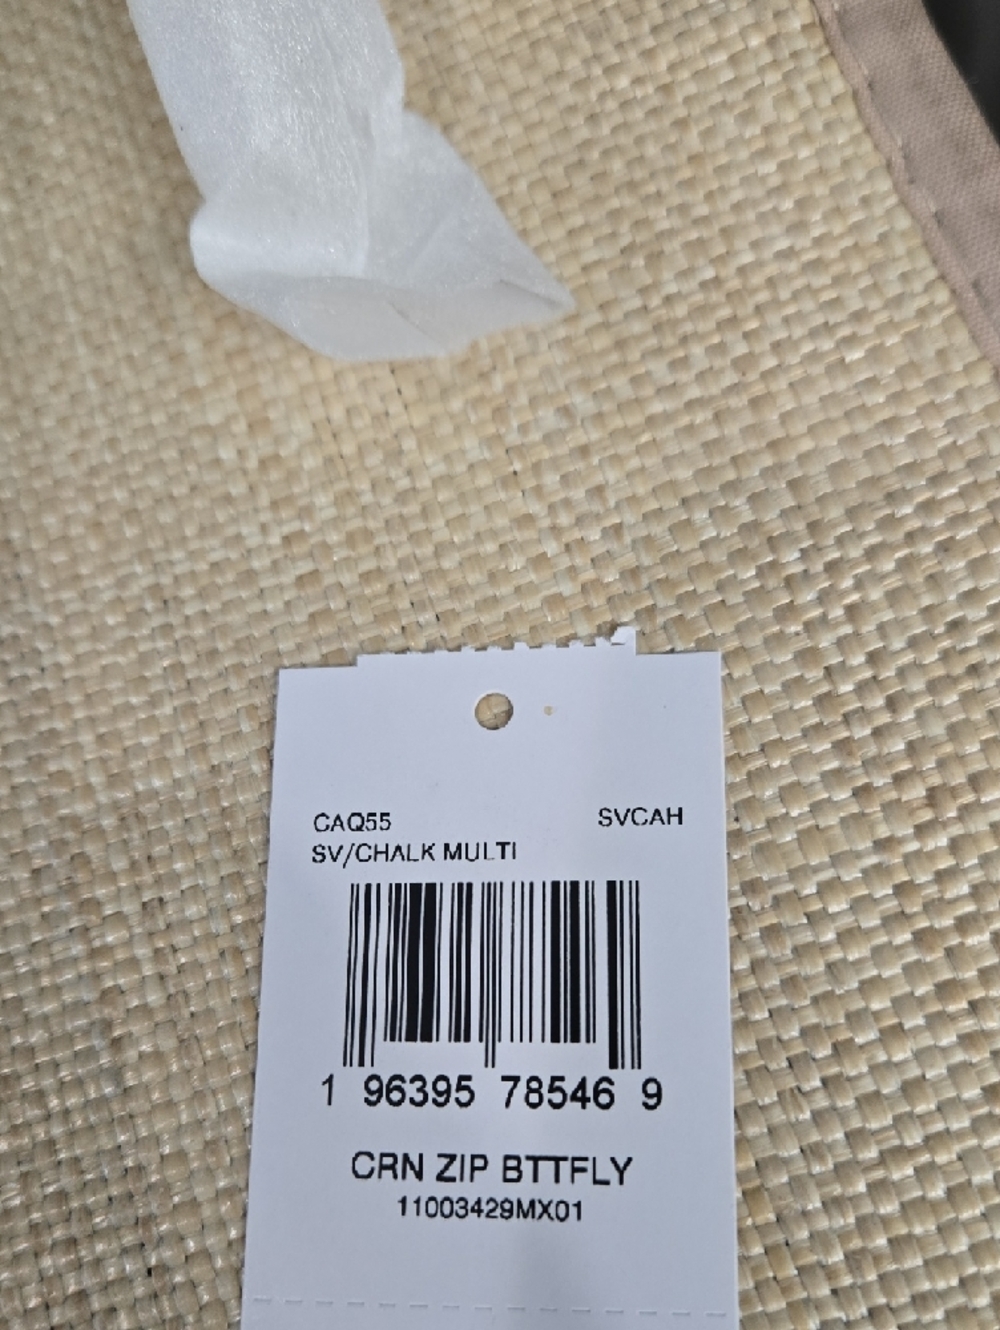 CAQ55 SVCAH
SV/CHALK MULTI
1 96395 78546 9
CRN ZIP BTTFLY
11003429MX01